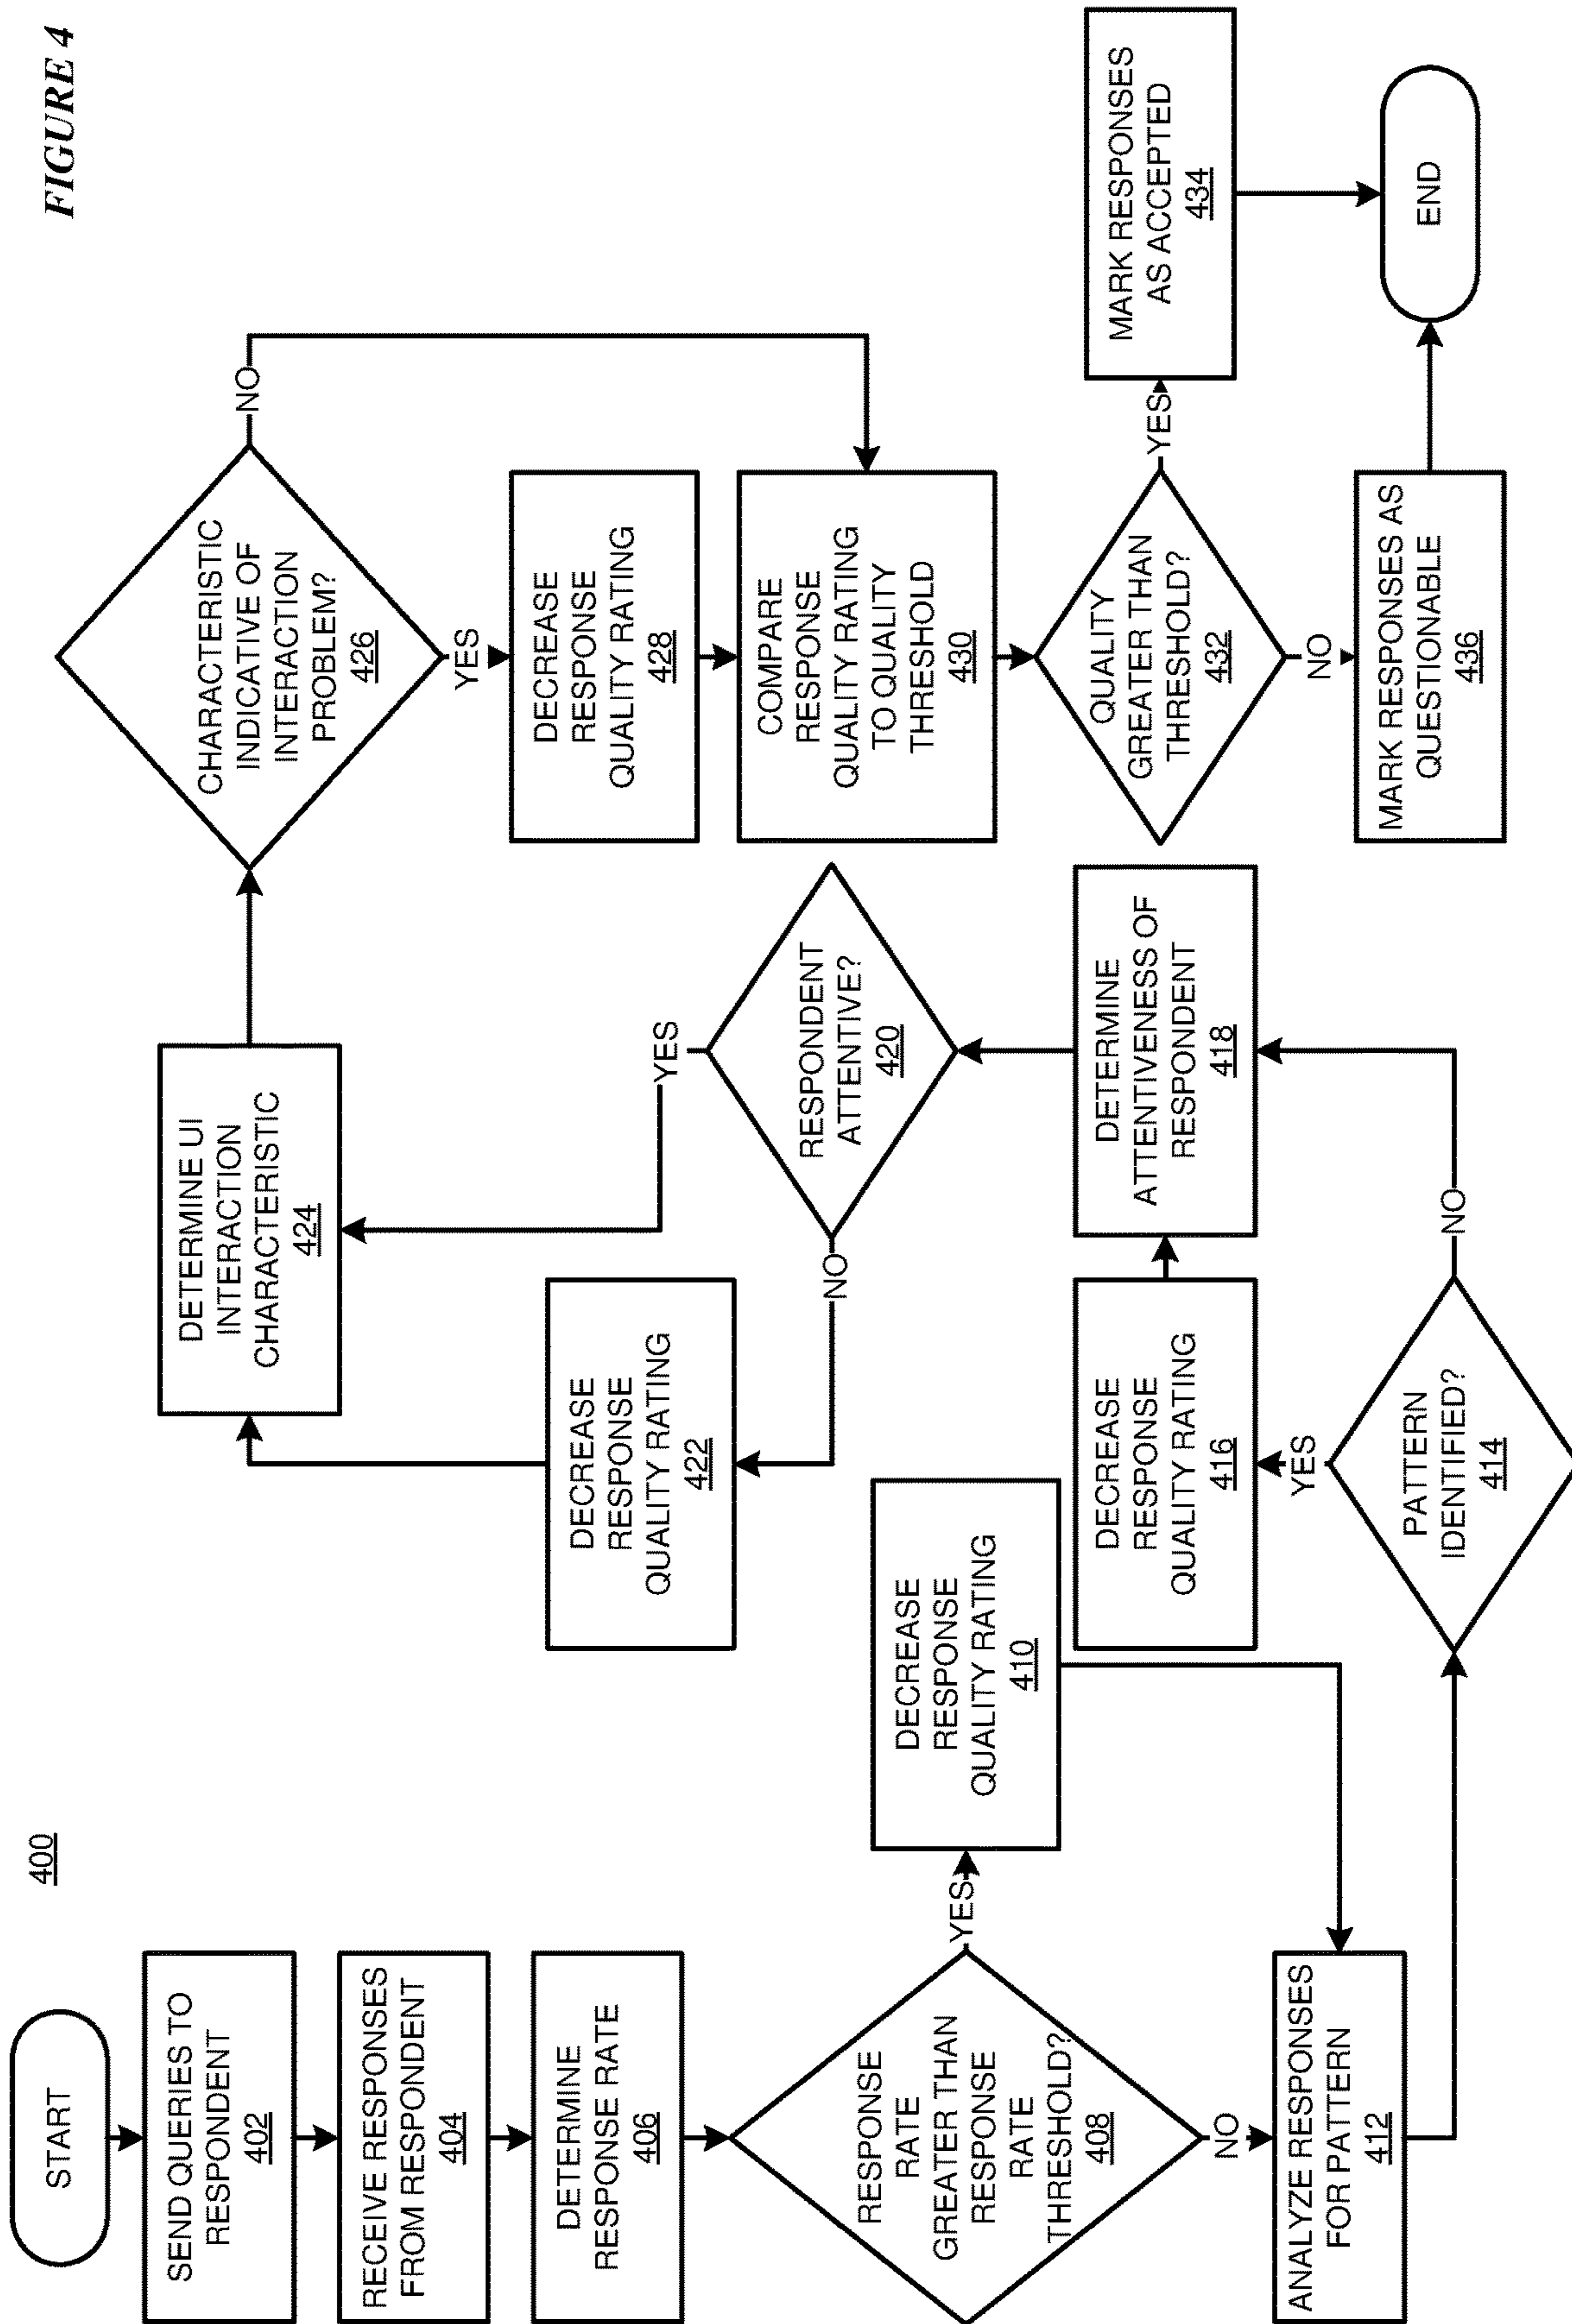 FIGURE 4
400
START
SEND QUERIES TO
RESPONDENT
402
RECEIVE RESPONSES
FROM RESPONDENT
404
DETERMINE
RESPONSE RATE
406
RESPONSE
RATE
GREATER THAN
RESPONSE
RATE
THRESHOLD?
408
YES
NO
DECREASE
RESPONSE
QUALITY RATING
410
ANALYZE RESPONSES
FOR PATTERN
412
PATTERN
IDENTIFIED?
414
YES
NO
DECREASE
RESPONSE
QUALITY RATING
416
DETERMINE
ATTENTIVENESS OF
RESPONDENT
418
RESPONDENT
ATTENTIVE?
420
YES
NO
DECREASE
RESPONSE
QUALITY RATING
422
DETERMINE UI
INTERACTION
CHARACTERISTIC
424
CHARACTERISTIC
INDICATIVE OF
INTERACTION
PROBLEM?
426
YES
NO
DECREASE
RESPONSE
QUALITY RATING
428
COMPARE
RESPONSE
QUALITY RATING
TO QUALITY
THRESHOLD
430
QUALITY
GREATER THAN
THRESHOLD?
432
YES
NO
MARK RESPONSES
AS ACCEPTED
434
MARK RESPONSES AS
QUESTIONABLE
436
END